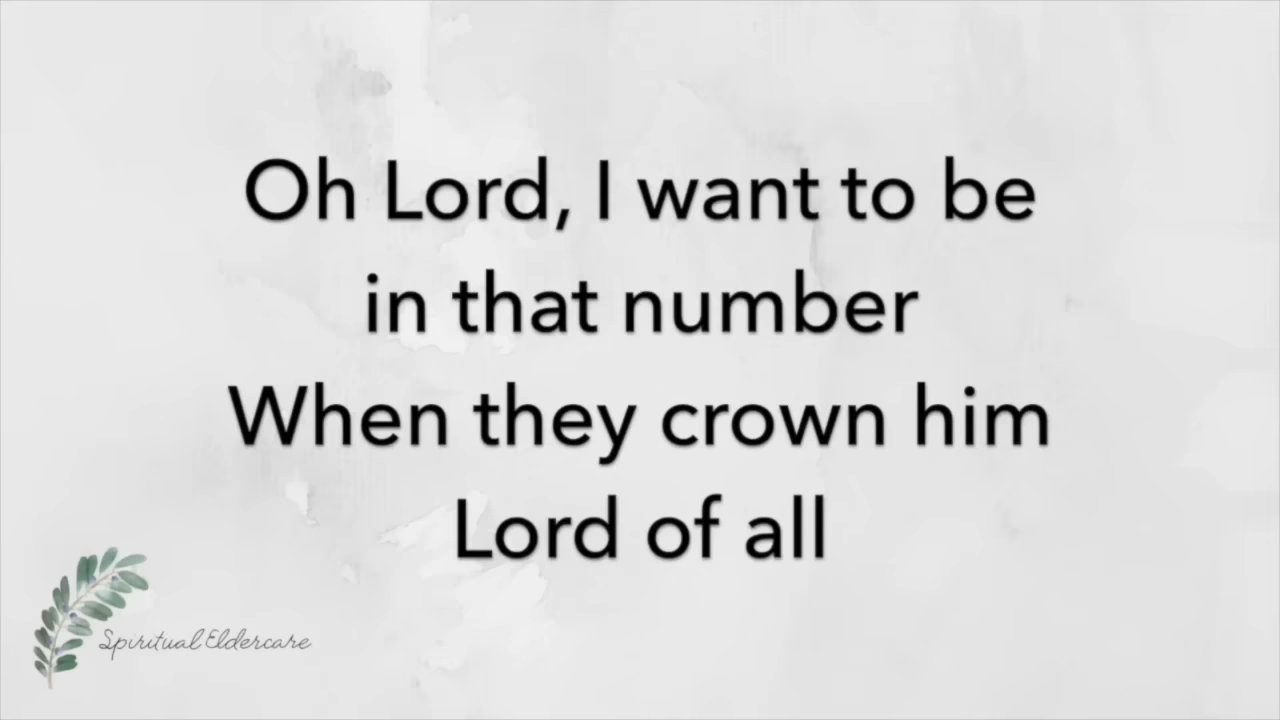 Oh Lord, I want to be
in that number
When they crown him
Lord of all
Spiritual Eldercare